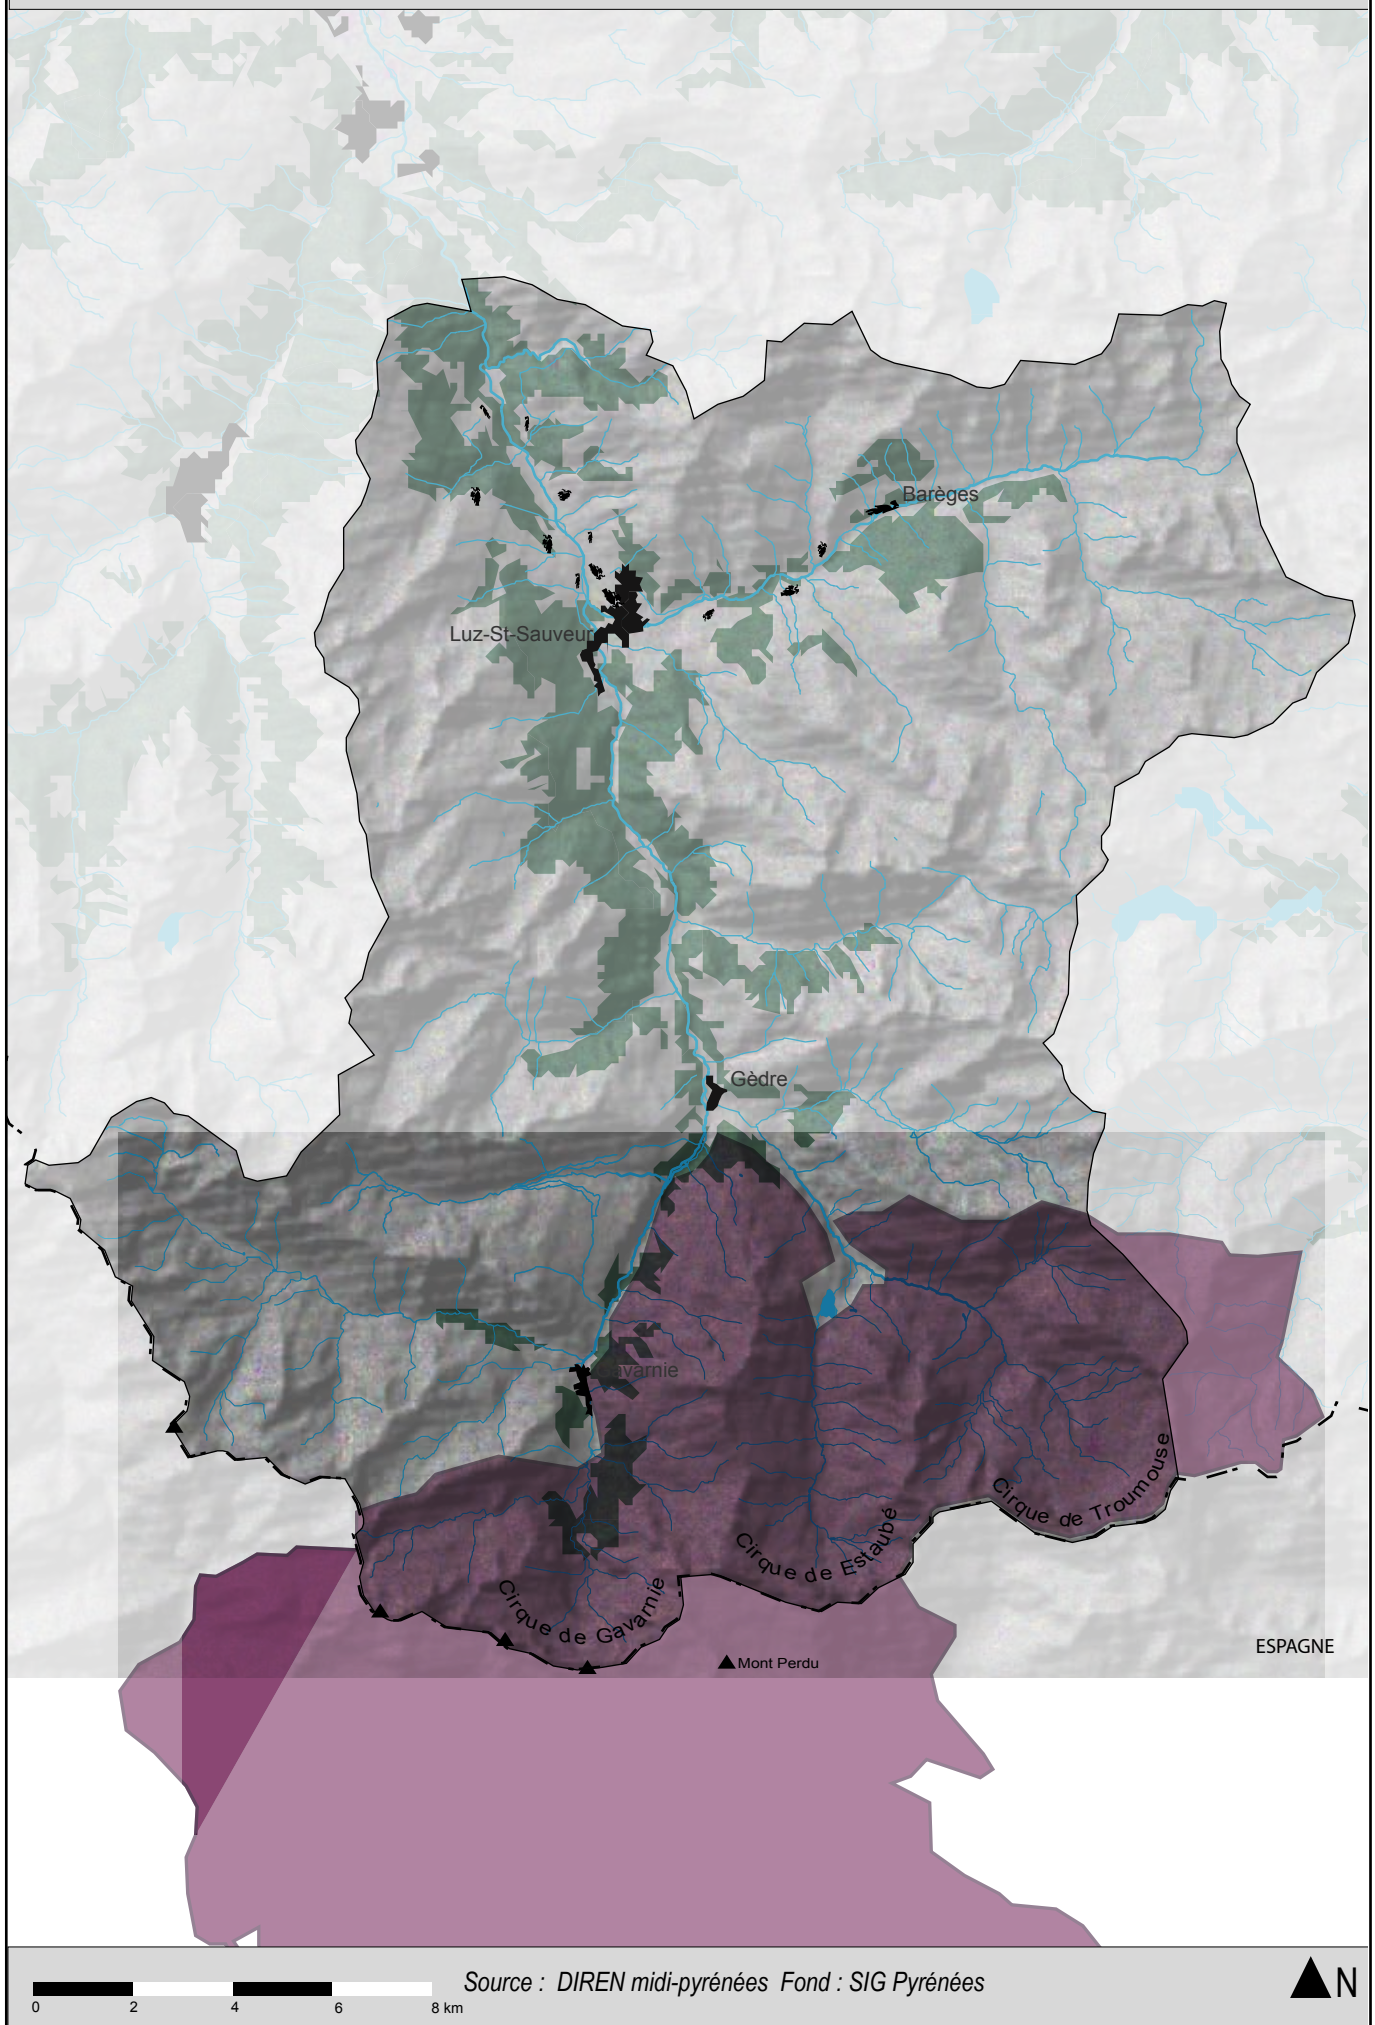 Barèges
Luz-St-Sauveur
Gèdre
Gavarnie
Cirque de Troumouse
Cirque de Estaubé
Cirque de Gavarnie
ESPAGNE
Mont Perdu
Source : DIREN midi-pyrénées Fond : SIG Pyrénées
N
0 2 4 6 8 km